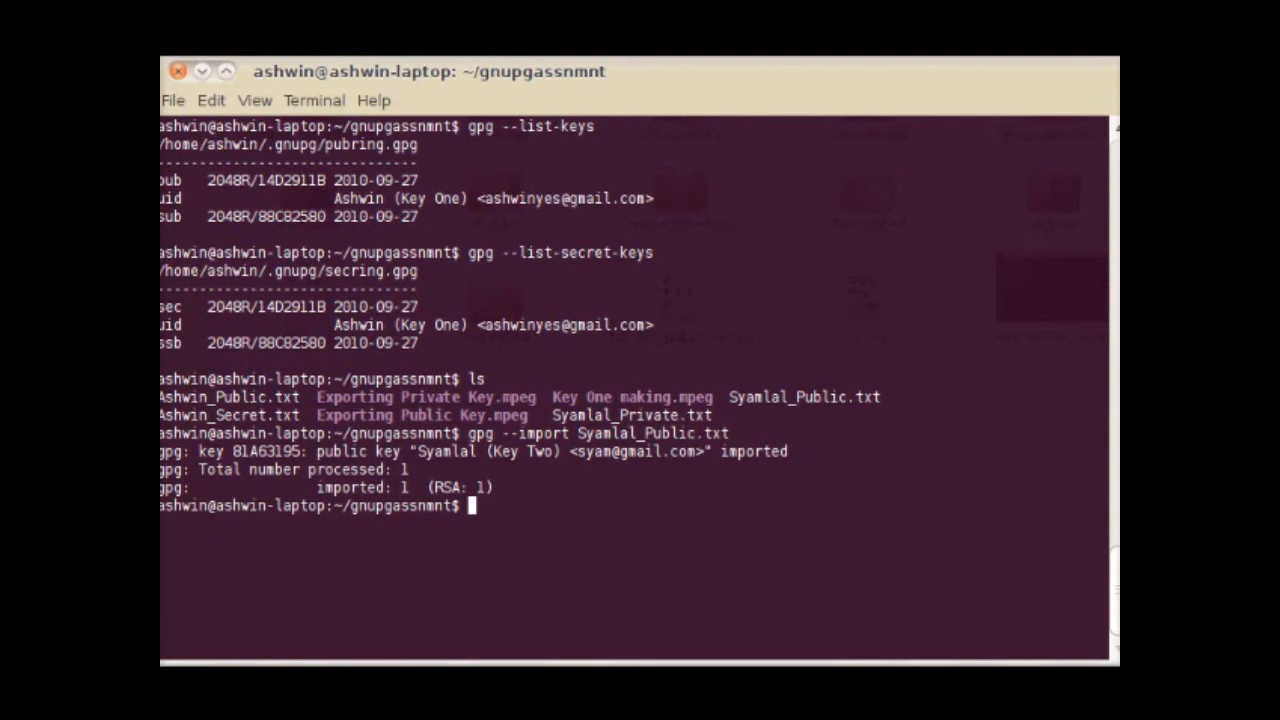 ashwin@ashwin-laptop: ~/gnupgassnmnt
File Edit View Terminal Help
ashwin@ashwin-laptop:~/gnupgassnmnt$ gpg --list-keys
/home/ashwin/.gnupg/pubring.gpg
---------------------------------
pub   2048R/14D2911B 2010-09-27
uid                  Ashwin (Key One) <ashwinyes@gmail.com>
sub   2048R/88C82580 2010-09-27
ashwin@ashwin-laptop:~/gnupgassnmnt$ gpg --list-secret-keys
/home/ashwin/.gnupg/secring.gpg
---------------------------------
sec   2048R/14D2911B 2010-09-27
uid                  Ashwin (Key One) <ashwinyes@gmail.com>
ssb   2048R/88C82580 2010-09-27
ashwin@ashwin-laptop:~/gnupgassnmnt$ ls
Ashwin_Public.txt  Exporting Private Key.mpeg  Key One making.mpeg  Syamlal_Public.txt
Ashwin_Secret.txt  Exporting Public Key.mpeg   Syamlal_Private.txt
ashwin@ashwin-laptop:~/gnupgassnmnt$ gpg --import Syamlal_Public.txt
gpg: key 81A63195: public key "Syamlal (Key Two) <syam@gmail.com>" imported
gpg: Total number processed: 1
gpg:               imported: 1  (RSA: 1)
ashwin@ashwin-laptop:~/gnupgassnmnt$